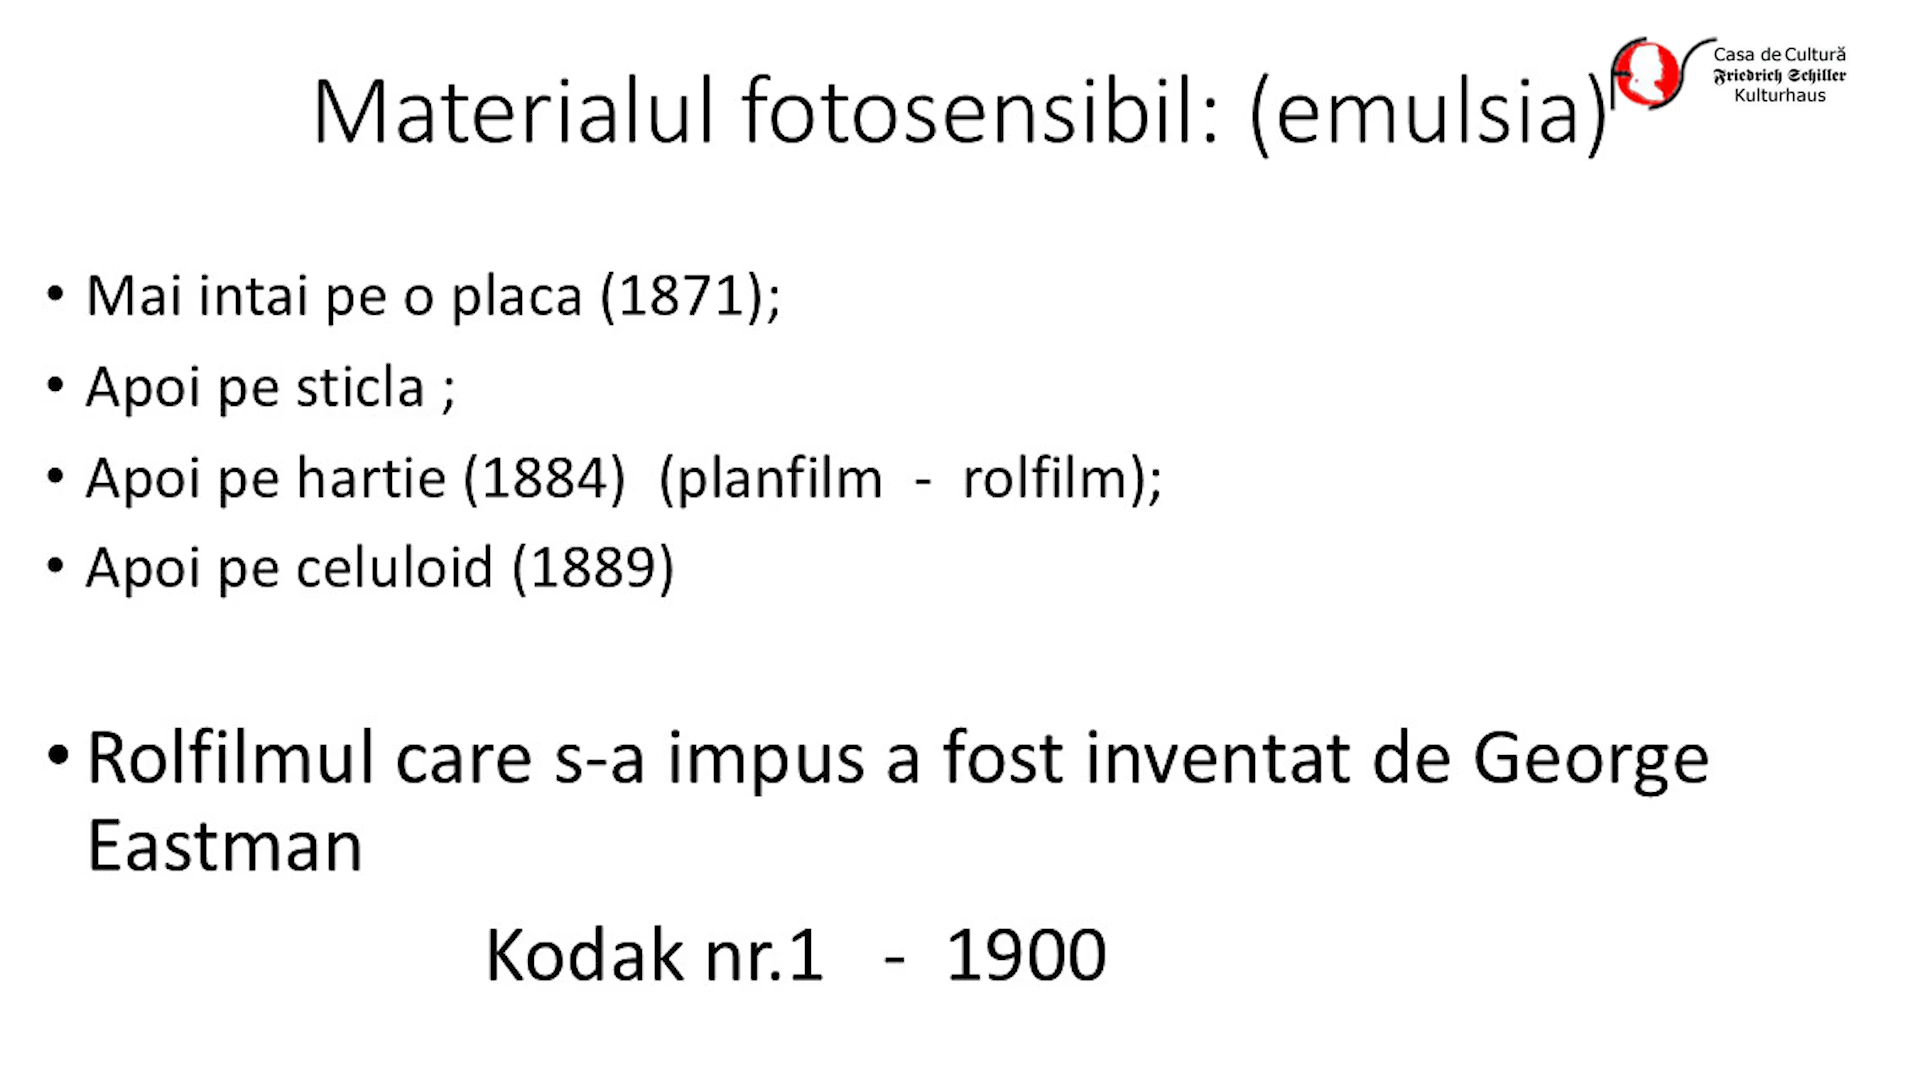 Materialul fotosensibil: (emulsia)
Casa de Cultură
Friedrich Schiller
Kulturhaus
• Mai intai pe o placa (1871);
• Apoi pe sticla ;
• Apoi pe hartie (1884)  (planfilm  -  rolfilm);
• Apoi pe celuloid (1889)
• Rolfilmul care s-a impus a fost inventat de George
Eastman
Kodak nr.1   -  1900